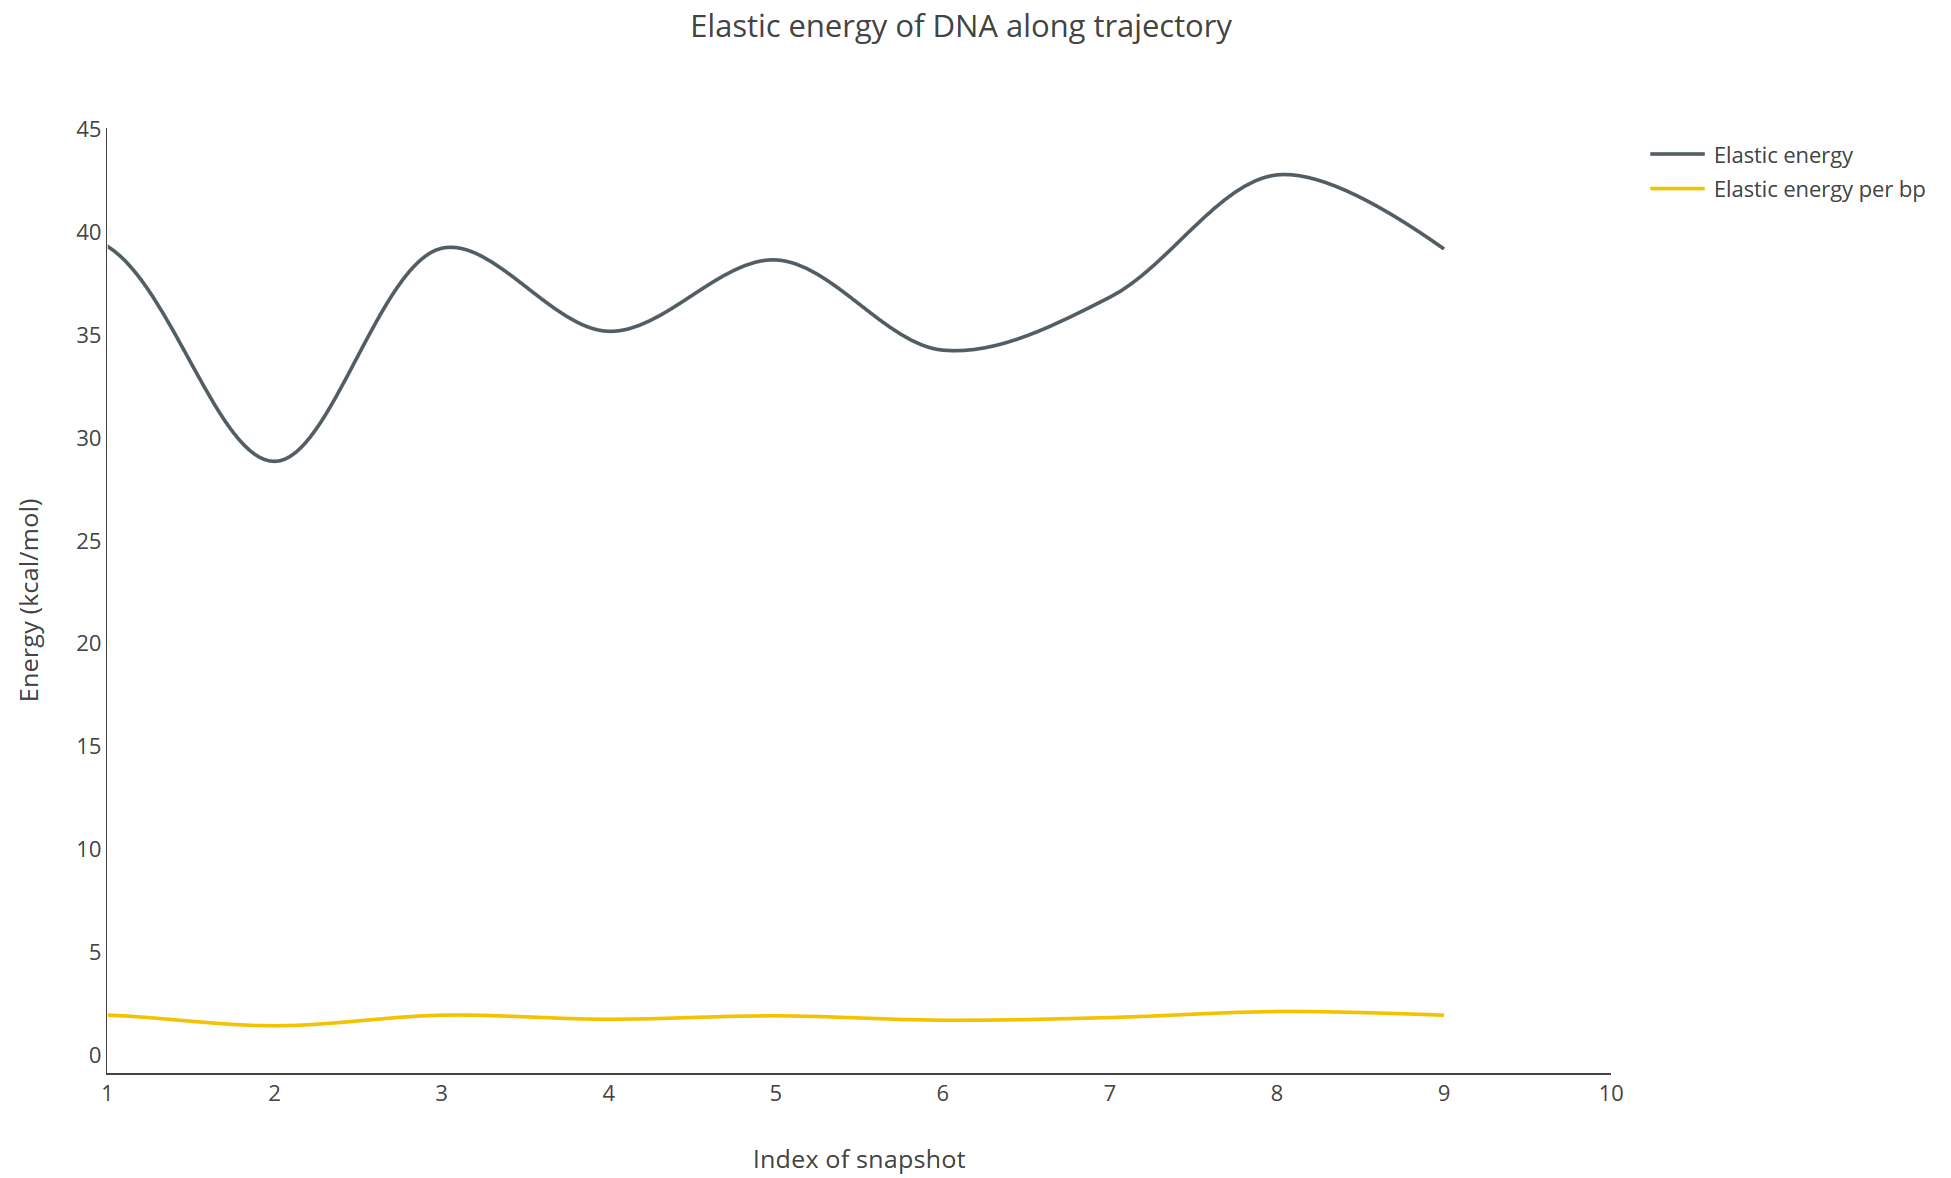 Elastic energy of DNA along trajectory
Elastic energy
Elastic energy per bp
Energy (kcal/mol)
45
40
35
30
25
20
15
10
5
0
1 2 3 4 5 6 7 8 9 10
Index of snapshot